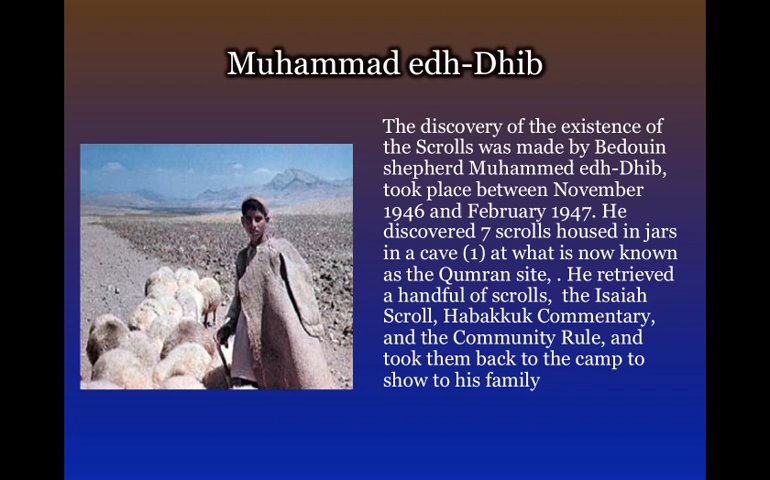 Muhammad edh-Dhib
The discovery of the existence of
the Scrolls was made by Bedouin
shepherd Muhammed edh-Dhib,
took place between November
1946 and February 1947. He
discovered 7 scrolls housed in jars
in a cave (1) at what is now known
as the Qumran site, . He retrieved
a handful of scrolls,  the Isaiah
Scroll, Habakkuk Commentary,
and the Community Rule, and
took them back to the camp to
show to his family